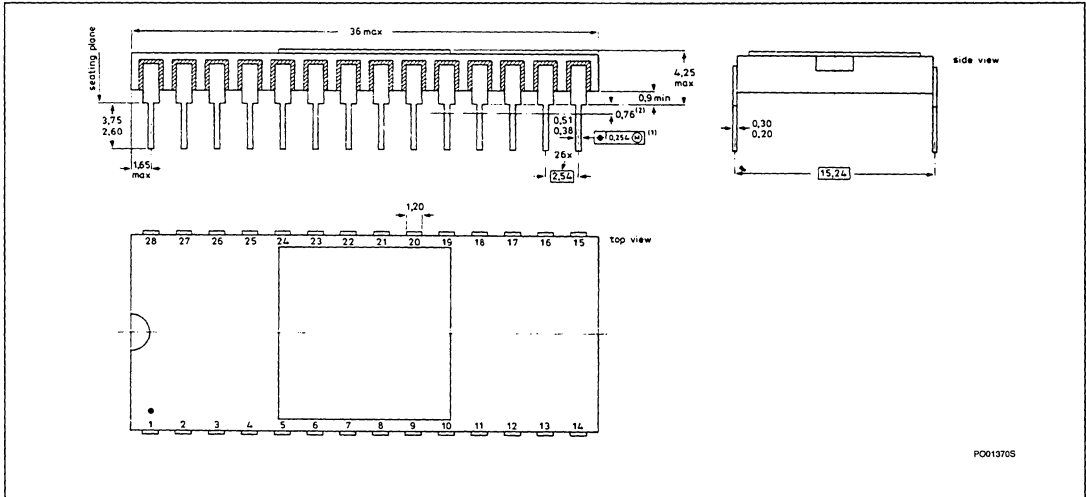 36 max
seating plane
4,25
max
side view
0,9 min
0,76 (2)
3,75
2,60
0,51
0,38
0,254 M (1)
0,30
0,20
1,65
max
26x
2,54
15,24
1,20
28 27 26 25 24 23 22 21 20 19 18 17 16 15
top view
1 2 3 4 5 6 7 8 9 10 11 12 13 14
PO01370S